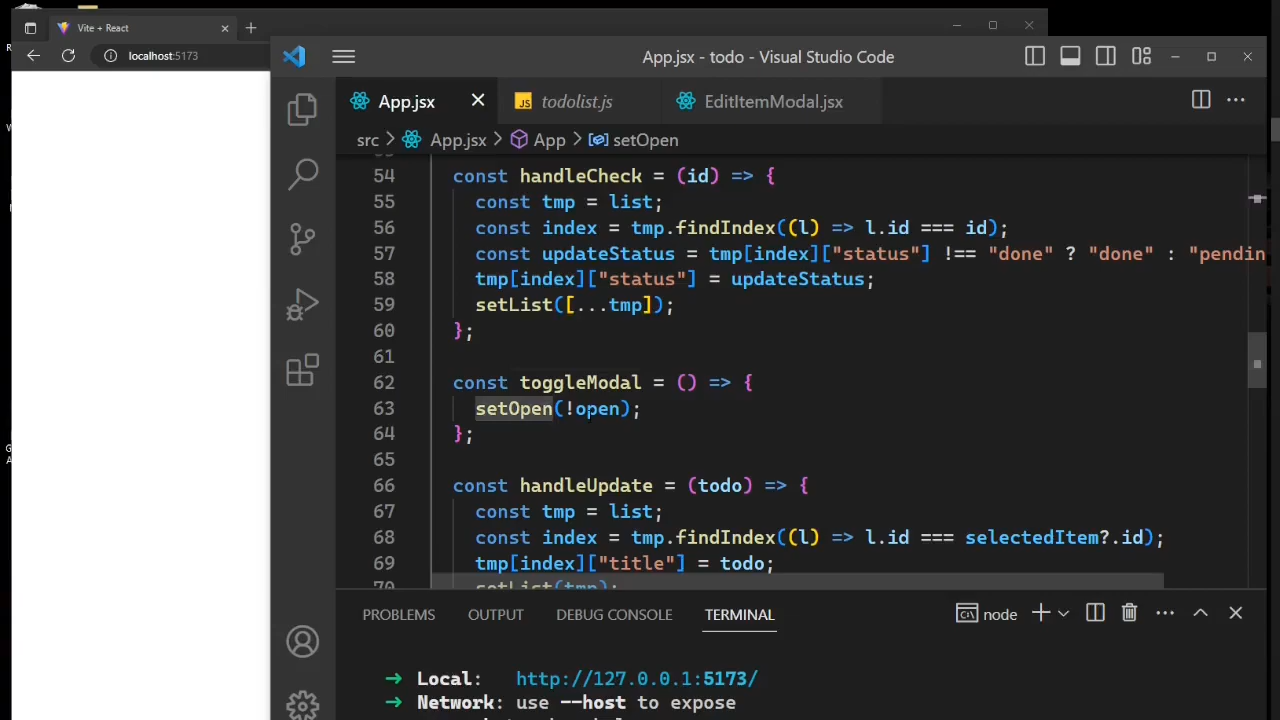 Vite + React
localhost:5173
App.jsx - todo - Visual Studio Code
App.jsx
todolist.js
EditItemModal.jsx
src > App.jsx > App > setOpen
54 const handleCheck = (id) => {
55 const tmp = list;
56 const index = tmp.findIndex((l) => l.id === id);
57 const updateStatus = tmp[index]["status"] !== "done" ? "done" : "pendin
58 tmp[index]["status"] = updateStatus;
59 setList([...tmp]);
60 };
61
62 const toggleModal = () => {
63 setOpen(!open);
64 };
65
66 const handleUpdate = (todo) => {
67 const tmp = list;
68 const index = tmp.findIndex((l) => l.id === selectedItem?.id);
69 tmp[index]["title"] = todo;
70 setList(tmp);
PROBLEMS OUTPUT DEBUG CONSOLE TERMINAL node
➜ Local: http://127.0.0.1:5173/
➜ Network: use --host to expose